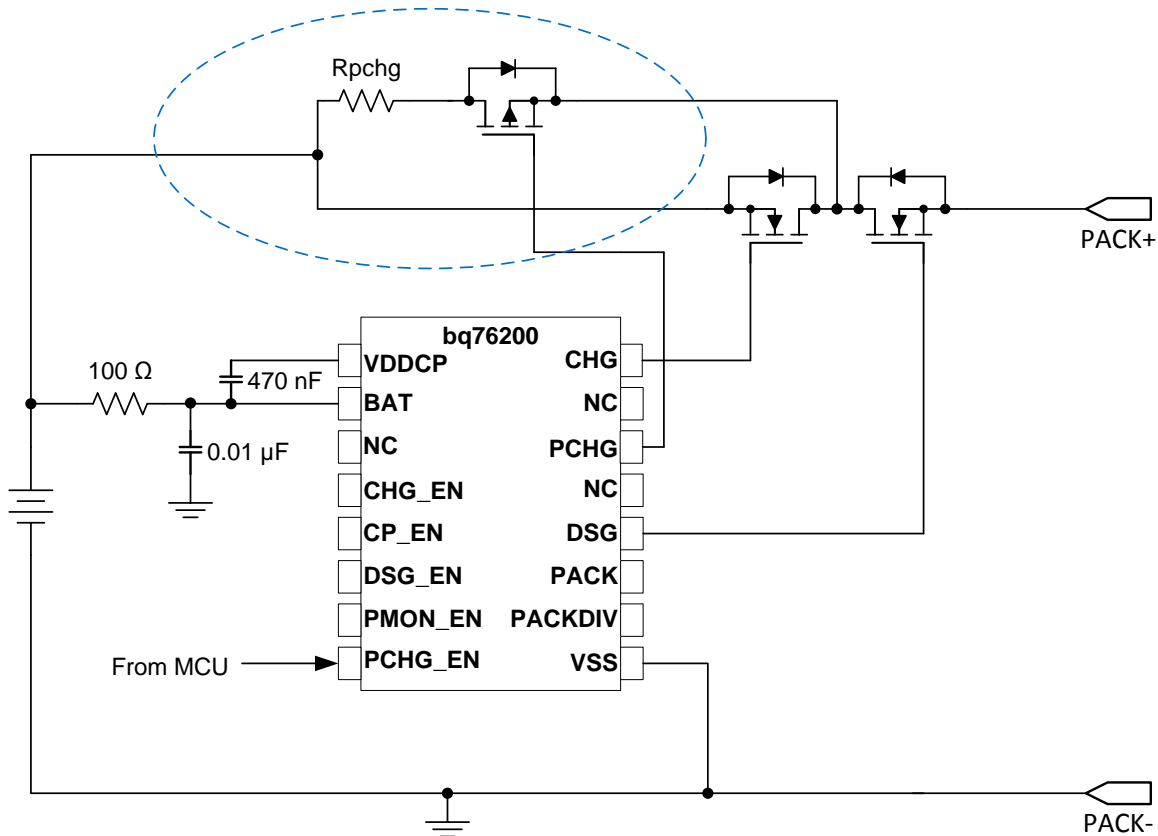 Rpchg
PACK+
bq76200
100 Ω
470 nF
0.01 µF
VDDCP
BAT
NC
CHG_EN
CP_EN
DSG_EN
PMON_EN
PCHG_EN
CHG
NC
PCHG
NC
DSG
PACK
PACKDIV
VSS
From MCU
PACK-